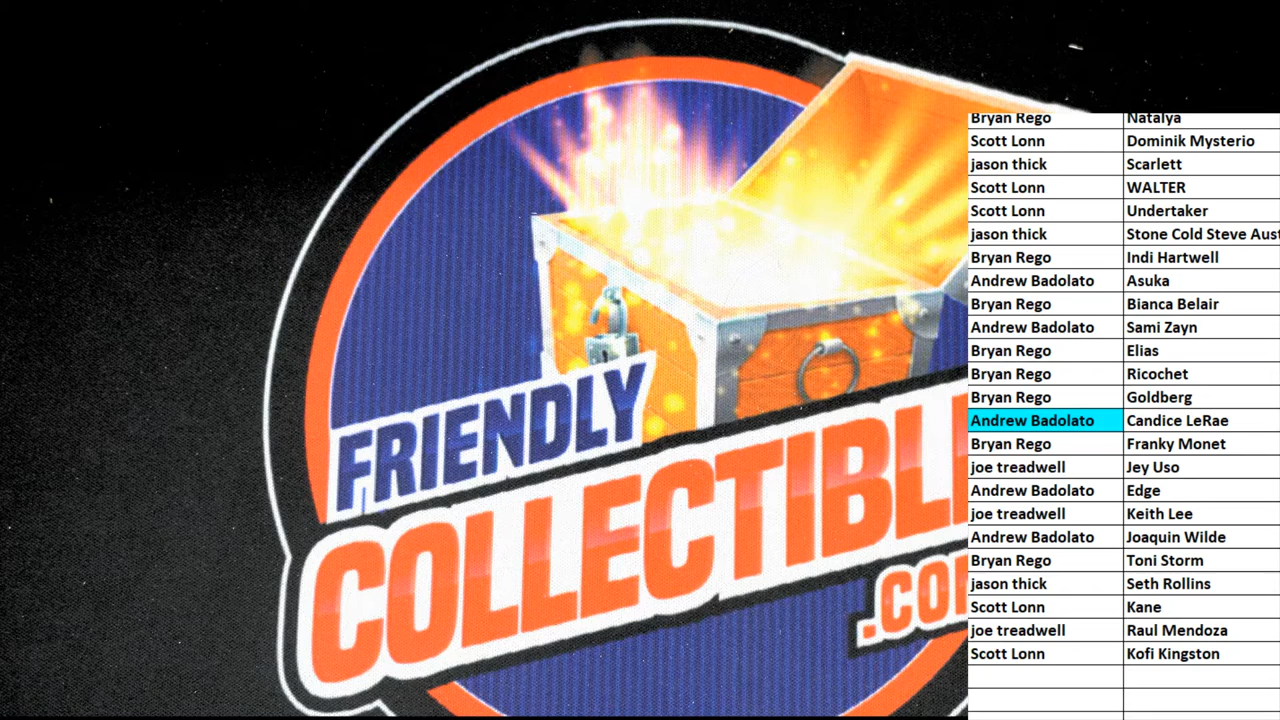 FRIENDLY
COLLECTIBL
.CO
Bryan Rego Natalya
Scott Lonn Dominik Mysterio
jason thick Scarlett
Scott Lonn WALTER
Scott Lonn Undertaker
jason thick Stone Cold Steve Aust
Bryan Rego Indi Hartwell
Andrew Badolato Asuka
Bryan Rego Bianca Belair
Andrew Badolato Sami Zayn
Bryan Rego Elias
Bryan Rego Ricochet
Bryan Rego Goldberg
Andrew Badolato Candice LeRae
Bryan Rego Franky Monet
joe treadwell Jey Uso
Andrew Badolato Edge
joe treadwell Keith Lee
Andrew Badolato Joaquin Wilde
Bryan Rego Toni Storm
jason thick Seth Rollins
Scott Lonn Kane
joe treadwell Raul Mendoza
Scott Lonn Kofi Kingston